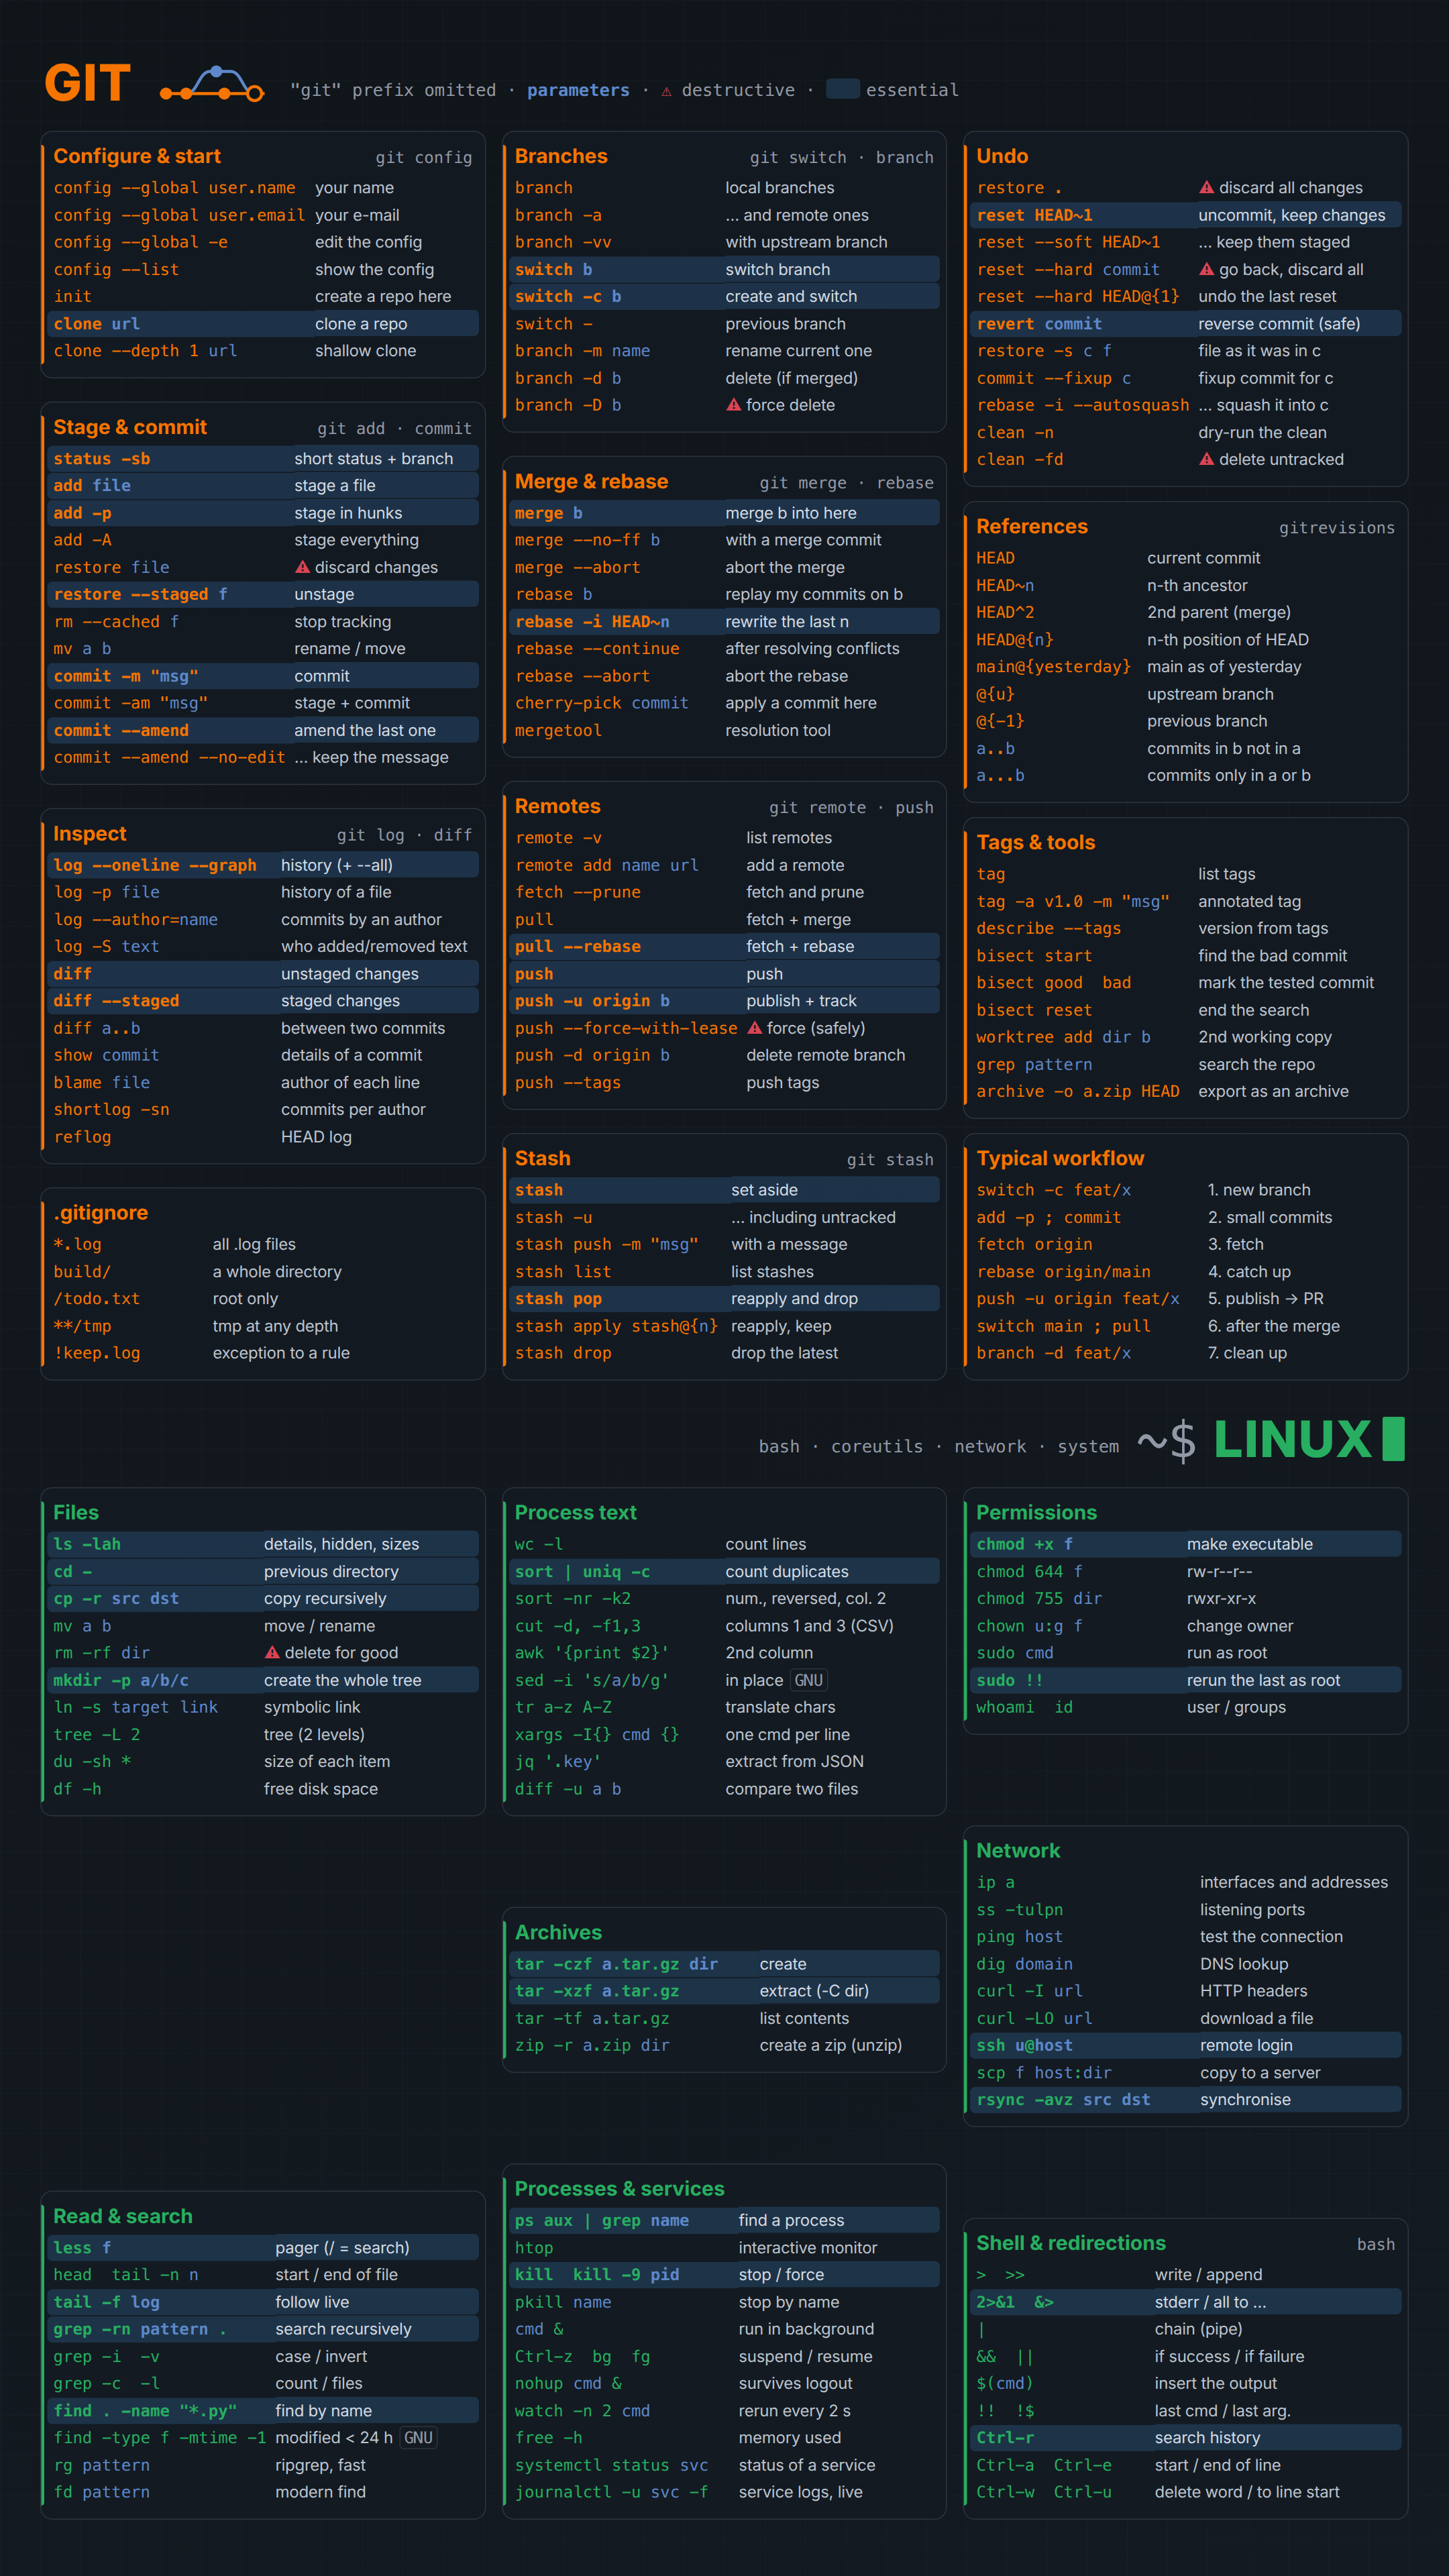 GIT "git" prefix omitted · parameters · ⚠ destructive · essential
Configure & start git config
config --global user.name your name
config --global user.email your e-mail
config --global -e edit the config
config --list show the config
init create a repo here
clone url clone a repo
clone --depth 1 url shallow clone
Stage & commit git add · commit
status -sb short status + branch
add file stage a file
add -p stage in hunks
add -A stage everything
restore file ⚠ discard changes
restore --staged f unstage
rm --cached f stop tracking
mv a b rename / move
commit -m "msg" commit
commit -am "msg" stage + commit
commit --amend amend the last one
commit --amend --no-edit ... keep the message
Inspect git log · diff
log --oneline --graph history (+ --all)
log -p file history of a file
log --author=name commits by an author
log -S text who added/removed text
diff unstaged changes
diff --staged staged changes
diff a..b between two commits
show commit details of a commit
blame file author of each line
shortlog -sn commits per author
reflog HEAD log
.gitignore
*.log all .log files
build/ a whole directory
/todo.txt root only
**/tmp tmp at any depth
!keep.log exception to a rule
Branches git switch · branch
branch local branches
branch -a ... and remote ones
branch -vv with upstream branch
switch b switch branch
switch -c b create and switch
switch - previous branch
branch -m name rename current one
branch -d b delete (if merged)
branch -D b ⚠ force delete
Merge & rebase git merge · rebase
merge b merge b into here
merge --no-ff b with a merge commit
merge --abort abort the merge
rebase b replay my commits on b
rebase -i HEAD~n rewrite the last n
rebase --continue after resolving conflicts
rebase --abort abort the rebase
cherry-pick commit apply a commit here
mergetool resolution tool
Remotes git remote · push
remote -v list remotes
remote add name url add a remote
fetch --prune fetch and prune
pull fetch + merge
pull --rebase fetch + rebase
push push
push -u origin b publish + track
push --force-with-lease ⚠ force (safely)
push -d origin b delete remote branch
push --tags push tags
Stash git stash
stash set aside
stash -u ... including untracked
stash push -m "msg" with a message
stash list list stashes
stash pop reapply and drop
stash apply stash@{n} reapply, keep
stash drop drop the latest
Undo
restore . ⚠ discard all changes
reset HEAD~1 uncommit, keep changes
reset --soft HEAD~1 ... keep them staged
reset --hard commit ⚠ go back, discard all
reset --hard HEAD@{1} undo the last reset
revert commit reverse commit (safe)
restore -s c f file as it was in c
commit --fixup c fixup commit for c
rebase -i --autosquash ... squash it into c
clean -n dry-run the clean
clean -fd ⚠ delete untracked
References gitrevisions
HEAD current commit
HEAD~n n-th ancestor
HEAD^2 2nd parent (merge)
HEAD@{n} n-th position of HEAD
main@{yesterday} main as of yesterday
@{u} upstream branch
@{-1} previous branch
a..b commits in b not in a
a...b commits only in a or b
Tags & tools
tag list tags
tag -a v1.0 -m "msg" annotated tag
describe --tags version from tags
bisect start find the bad commit
bisect good bad mark the tested commit
bisect reset end the search
worktree add dir b 2nd working copy
grep pattern search the repo
archive -o a.zip HEAD export as an archive
Typical workflow
switch -c feat/x 1. new branch
add -p ; commit 2. small commits
fetch origin 3. fetch
rebase origin/main 4. catch up
push -u origin feat/x 5. publish → PR
switch main ; pull 6. after the merge
branch -d feat/x 7. clean up
bash · coreutils · network · system ~$ LINUX
Files
ls -lah details, hidden, sizes
cd - previous directory
cp -r src dst copy recursively
mv a b move / rename
rm -rf dir ⚠ delete for good
mkdir -p a/b/c create the whole tree
ln -s target link symbolic link
tree -L 2 tree (2 levels)
du -sh * size of each item
df -h free disk space
Read & search
less f pager (/ = search)
head tail -n n start / end of file
tail -f log follow live
grep -rn pattern . search recursively
grep -i -v case / invert
grep -c -l count / files
find . -name "*.py" find by name
find -type f -mtime -1 modified < 24 h GNU
rg pattern ripgrep, fast
fd pattern modern find
Process text
wc -l count lines
sort | uniq -c count duplicates
sort -nr -k2 num., reversed, col. 2
cut -d, -f1,3 columns 1 and 3 (CSV)
awk '{print $2}' 2nd column
sed -i 's/a/b/g' in place GNU
tr a-z A-Z translate chars
xargs -I{} cmd {} one cmd per line
jq '.key' extract from JSON
diff -u a b compare two files
Archives
tar -czf a.tar.gz dir create
tar -xzf a.tar.gz extract (-C dir)
tar -tf a.tar.gz list contents
zip -r a.zip dir create a zip (unzip)
Processes & services
ps aux | grep name find a process
htop interactive monitor
kill kill -9 pid stop / force
pkill name stop by name
cmd & run in background
Ctrl-z bg fg suspend / resume
nohup cmd & survives logout
watch -n 2 cmd rerun every 2 s
free -h memory used
systemctl status svc status of a service
journalctl -u svc -f service logs, live
Permissions
chmod +x f make executable
chmod 644 f rw-r--r--
chmod 755 dir rwxr-xr-x
chown u:g f change owner
sudo cmd run as root
sudo !! rerun the last as root
whoami id user / groups
Network
ip a interfaces and addresses
ss -tulpn listening ports
ping host test the connection
dig domain DNS lookup
curl -I url HTTP headers
curl -LO url download a file
ssh u@host remote login
scp f host:dir copy to a server
rsync -avz src dst synchronise
Shell & redirections bash
> >> write / append
2>&1 &> stderr / all to ...
| chain (pipe)
&& || if success / if failure
$(cmd) insert the output
!! !$ last cmd / last arg.
Ctrl-r search history
Ctrl-a Ctrl-e start / end of line
Ctrl-w Ctrl-u delete word / to line start